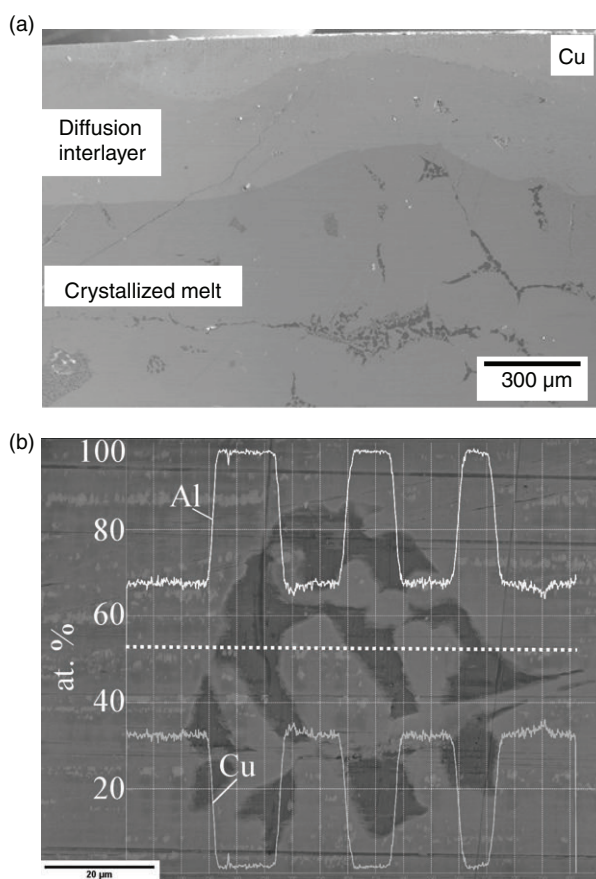 (a)
Cu
Diffusion
interlayer
Crystallized melt
300 µm
(b)
100
Al
80
60
at. %
40
Cu
20
20 µm